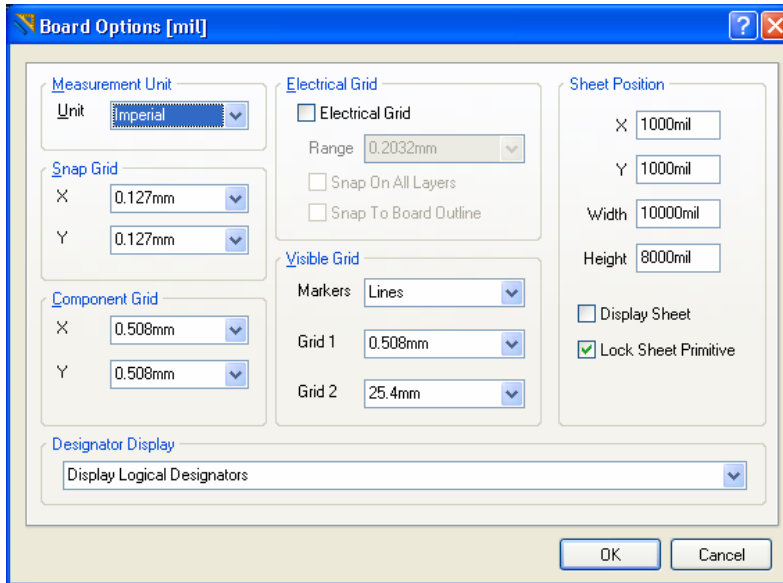 Board Options [mil]
Measurement Unit
Unit Imperial
Snap Grid
X 0.127mm
Y 0.127mm
Component Grid
X 0.508mm
Y 0.508mm
Electrical Grid
Electrical Grid
Range 0.2032mm
Snap On All Layers
Snap To Board Outline
Visible Grid
Markers Lines
Grid 1 0.508mm
Grid 2 25.4mm
Sheet Position
X 1000mil
Y 1000mil
Width 10000mil
Height 8000mil
Display Sheet
Lock Sheet Primitive
Designator Display
Display Logical Designators
OK Cancel